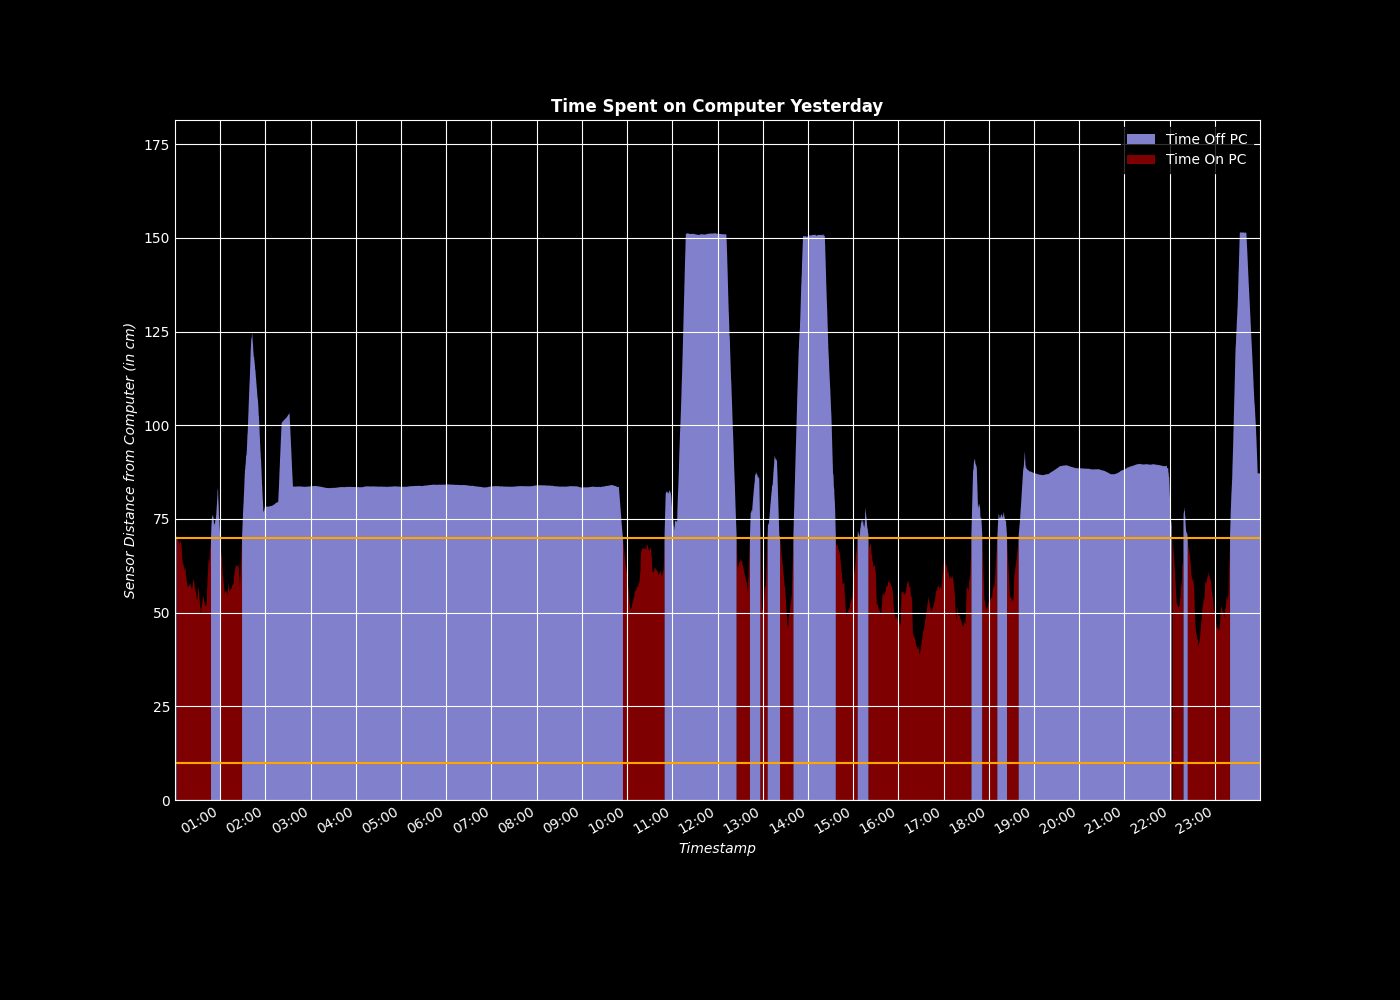 Time Spent on Computer Yesterday
Time Off PC
Time On PC
175
150
125
100
75
50
25
0
Sensor Distance from Computer (in cm)
01:00 02:00 03:00 04:00 05:00 06:00 07:00 08:00 09:00 10:00 11:00 12:00 13:00 14:00 15:00 16:00 17:00 18:00 19:00 20:00 21:00 22:00 23:00
Timestamp